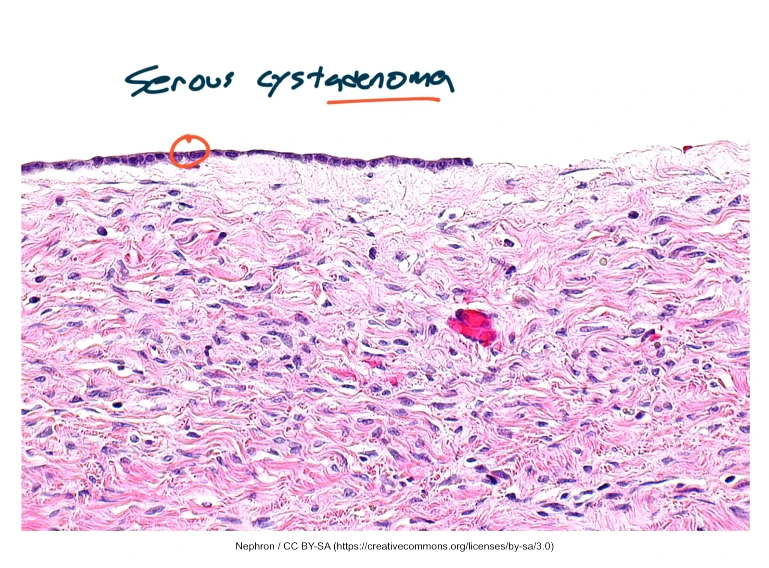 Serous cystadenoma
Nephron / CC BY-SA (https://creativecommons.org/licenses/by-sa/3.0)